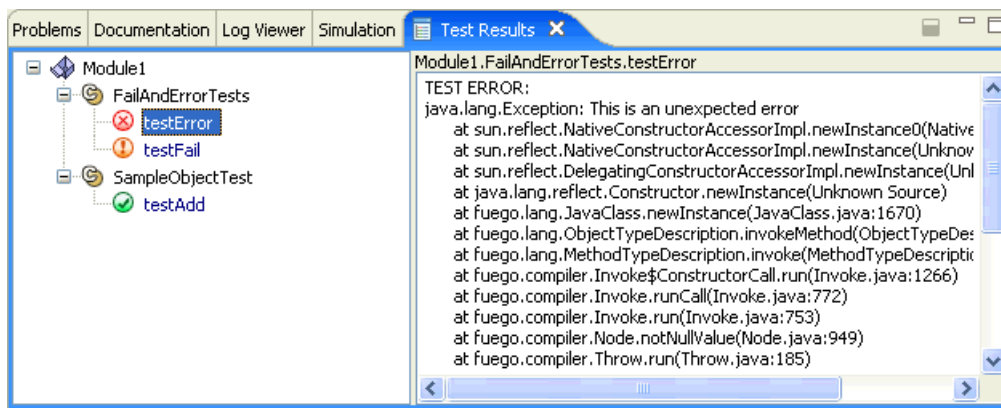 Problems Documentation Log Viewer Simulation Test Results
Module1
FailAndErrorTests
testError
testFail
SampleObjectTest
testAdd
Module1.FailAndErrorTests.testError
TEST ERROR:
java.lang.Exception: This is an unexpected error
at sun.reflect.NativeConstructorAccessorImpl.newInstance0(Native
at sun.reflect.NativeConstructorAccessorImpl.newInstance(Unknow
at sun.reflect.DelegatingConstructorAccessorImpl.newInstance(Unl
at java.lang.reflect.Constructor.newInstance(Unknown Source)
at fuego.lang.JavaClass.newInstance(JavaClass.java:1670)
at fuego.lang.ObjectTypeDescription.invokeMethod(ObjectTypeDes
at fuego.lang.MethodTypeDescription.invoke(MethodTypeDescriptic
at fuego.compiler.Invoke$ConstructorCall.run(Invoke.java:1266)
at fuego.compiler.Invoke.runCall(Invoke.java:772)
at fuego.compiler.Invoke.run(Invoke.java:753)
at fuego.compiler.Node.notNullValue(Node.java:949)
at fuego.compiler.Throw.run(Throw.java:185)